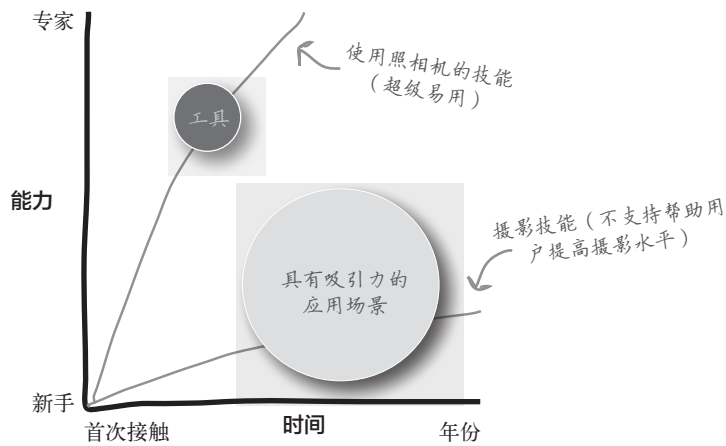 专家
使用照相机的技能
（超级易用）
工具
能力
摄影技能（不支持帮助用
户提高摄影水平）
具有吸引力的
应用场景
新手
首次接触
时间
年份